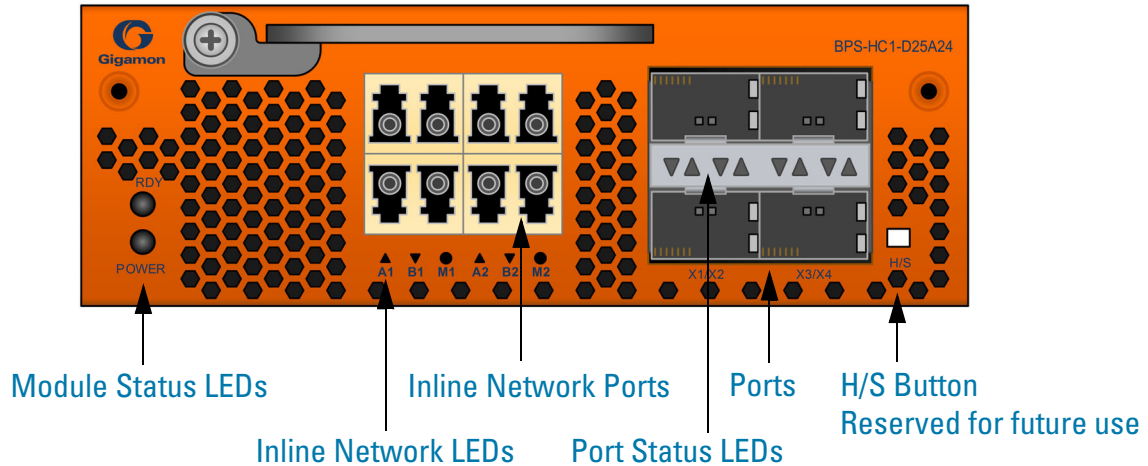 Gigamon
BPS-HC1-D25A24
RDY
POWER
A1 B1 M1 A2 B2 M2
X1/X2 X3/X4
H/S
Module Status LEDs
Inline Network Ports
Ports
H/S Button
Reserved for future use
Inline Network LEDs
Port Status LEDs